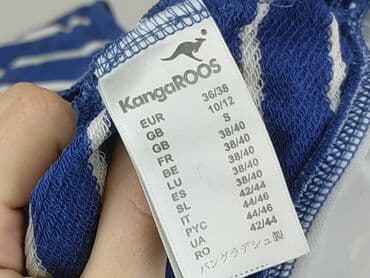 KangaROOS
EUR 36/38
GB 10/12
GB S
FR 38/40
BE 38/40
LU 38/40
ES 38/40
SL 38/40
IT 42/44
PYC 44/46
UA 44/46
RO 42/44
バングラデシュ製